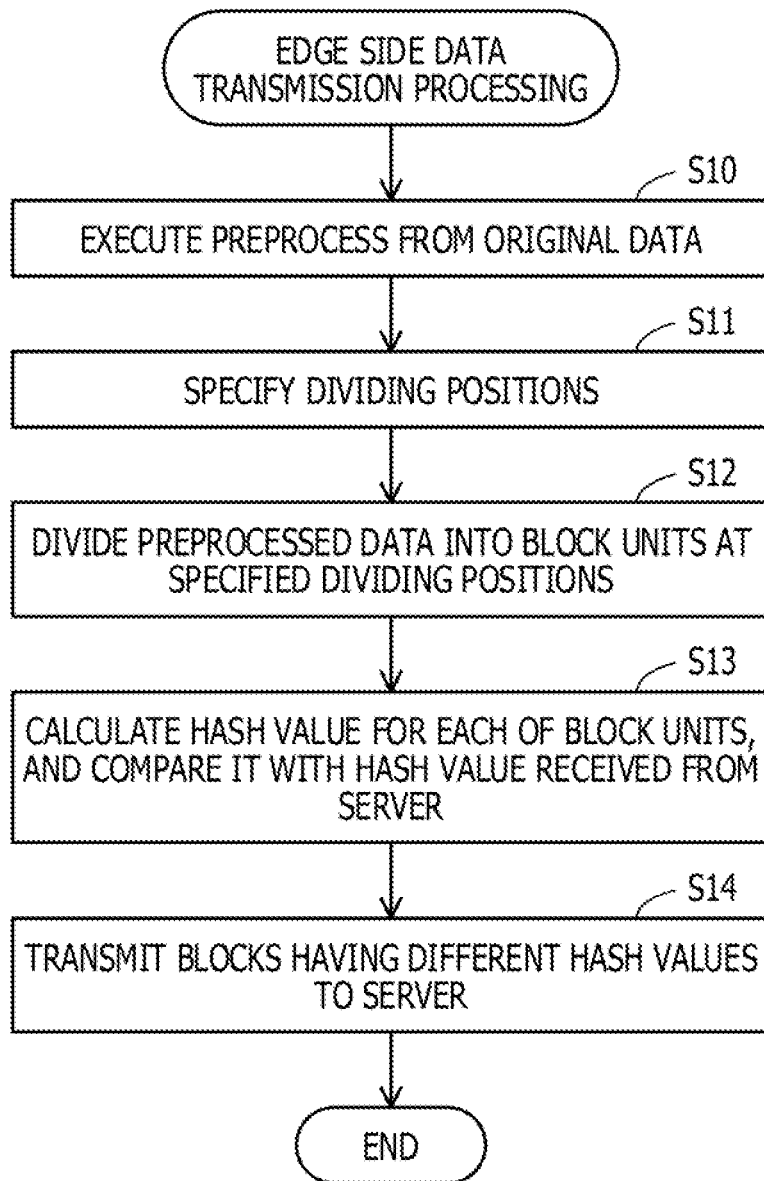 EDGE SIDE DATA
TRANSMISSION PROCESSING
S10
EXECUTE PREPROCESS FROM ORIGINAL DATA
S11
SPECIFY DIVIDING POSITIONS
S12
DIVIDE PREPROCESSED DATA INTO BLOCK UNITS AT
SPECIFIED DIVIDING POSITIONS
S13
CALCULATE HASH VALUE FOR EACH OF BLOCK UNITS,
AND COMPARE IT WITH HASH VALUE RECEIVED FROM
SERVER
S14
TRANSMIT BLOCKS HAVING DIFFERENT HASH VALUES
TO SERVER
END